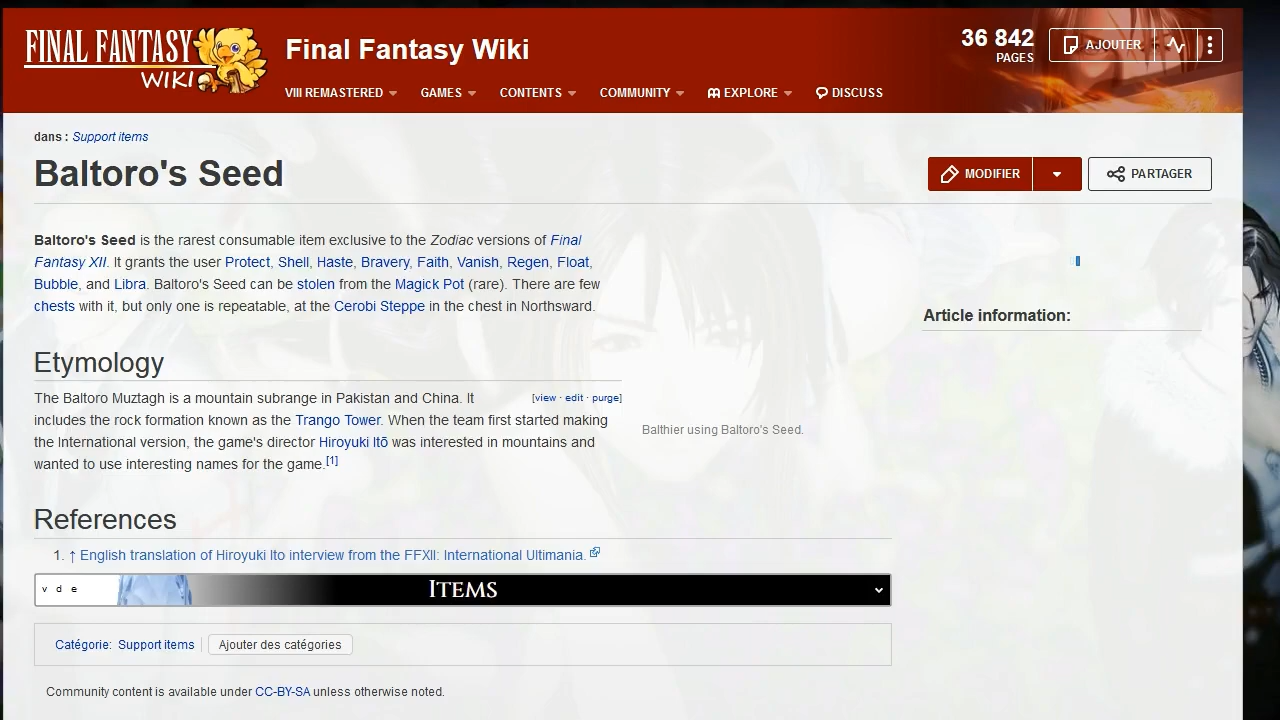 FINAL FANTASY
WIKI
Final Fantasy Wiki
36 842
PAGES
AJOUTER
VIII REMASTERED
GAMES
CONTENTS
COMMUNITY
EXPLORE
DISCUSS
dans : Support items
Baltoro's Seed
MODIFIER
PARTAGER
Baltoro's Seed is the rarest consumable item exclusive to the Zodiac versions of Final
Fantasy XII. It grants the user Protect, Shell, Haste, Bravery, Faith, Vanish, Regen, Float,
Bubble, and Libra. Baltoro's Seed can be stolen from the Magick Pot (rare). There are few
chests with it, but only one is repeatable, at the Cerobi Steppe in the chest in Northsward.
Article information:
Etymology
[view · edit · purge]
The Baltoro Muztagh is a mountain subrange in Pakistan and China. It
includes the rock formation known as the Trango Tower. When the team first started making
the International version, the game's director Hiroyuki Itō was interested in mountains and
wanted to use interesting names for the game.[1]
Balthier using Baltoro's Seed.
References
1. ↑ English translation of Hiroyuki Ito interview from the FFXII: International Ultimania.
v d e
ITEMS
Catégorie: Support items
Ajouter des catégories
Community content is available under CC-BY-SA unless otherwise noted.